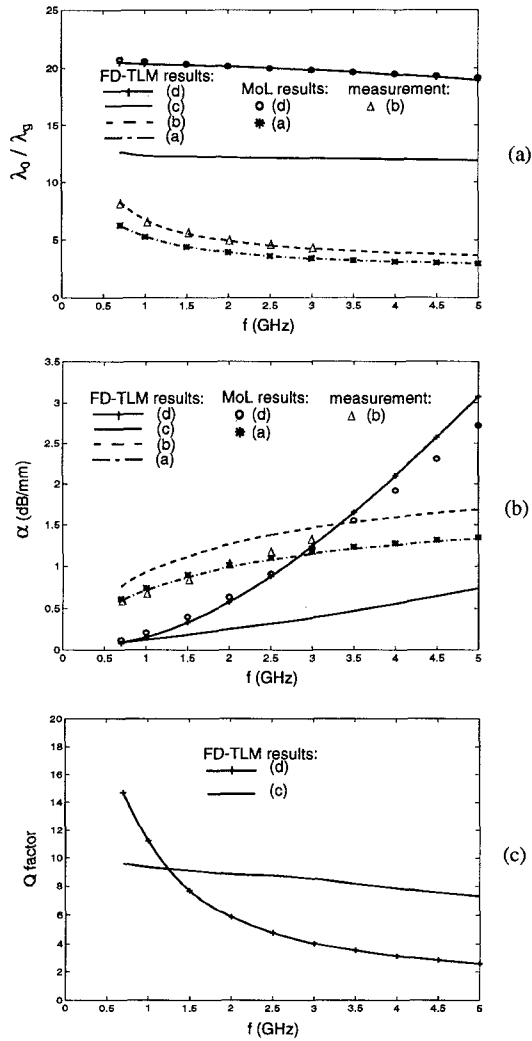 25
20
15
10
5
0
λ0 / λg
FD-TLM results:
(d)
(c)
(b)
(a)
MoL results:
(d)
(a)
measurement:
(b)
0 0.5 1 1.5 2 2.5 3 3.5 4 4.5 5
f (GHz)
(a)
3.5
3
2.5
2
1.5
1
0.5
0
α (dB/mm)
FD-TLM results:
(d)
(c)
(b)
(a)
MoL results:
(d)
(a)
measurement:
(b)
0 0.5 1 1.5 2 2.5 3 3.5 4 4.5 5
f (GHz)
(b)
20
18
16
14
12
10
8
6
4
2
0
Q factor
FD-TLM results:
(d)
(c)
0 0.5 1 1.5 2 2.5 3 3.5 4 4.5 5
f (GHz)
(c)